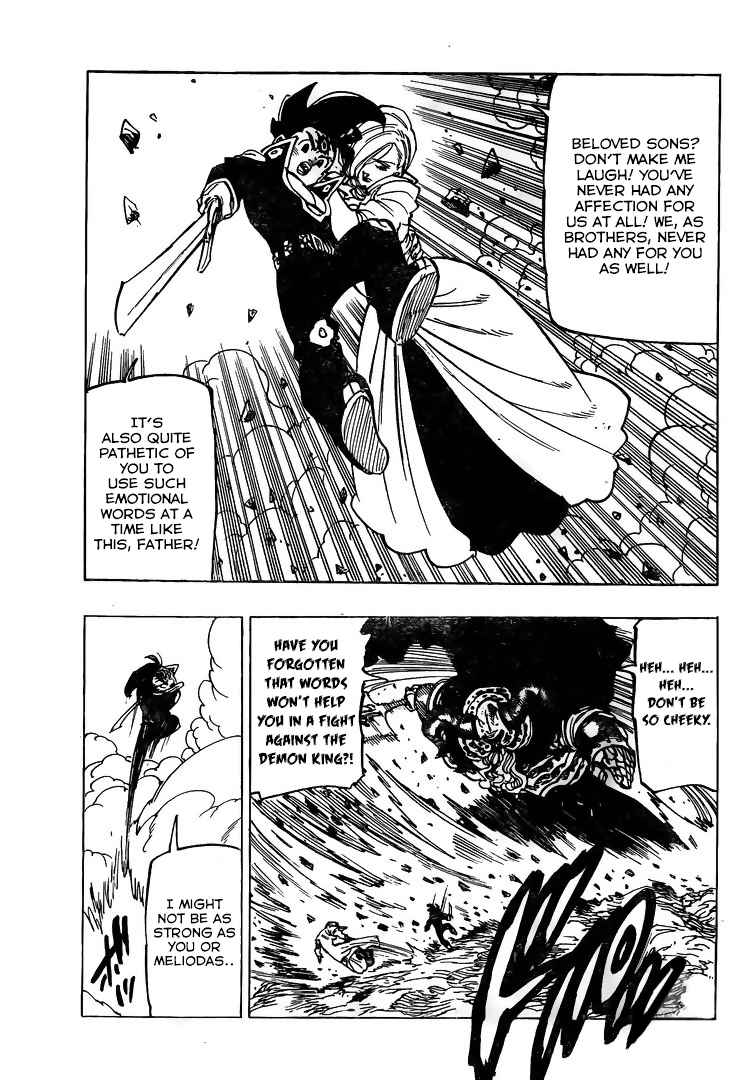 BELOVED SONS?
DON'T MAKE ME
LAUGH! YOU'VE
NEVER HAD ANY
AFFECTION FOR
US AT ALL! WE, AS
BROTHERS, NEVER
HAD ANY FOR YOU
AS WELL!
IT'S
ALSO QUITE
PATHETIC OF
YOU TO
USE SUCH
EMOTIONAL
WORDS AT A
TIME LIKE
THIS, FATHER!
HEH... HEH...
HEH...
DON'T BE
SO CHEEKY.
HAVE YOU
FORGOTTEN
THAT WORDS
WON'T HELP
YOU IN A FIGHT
AGAINST THE
DEMON KING?!
I MIGHT
NOT BE AS
STRONG AS
YOU OR
MELIODAS..